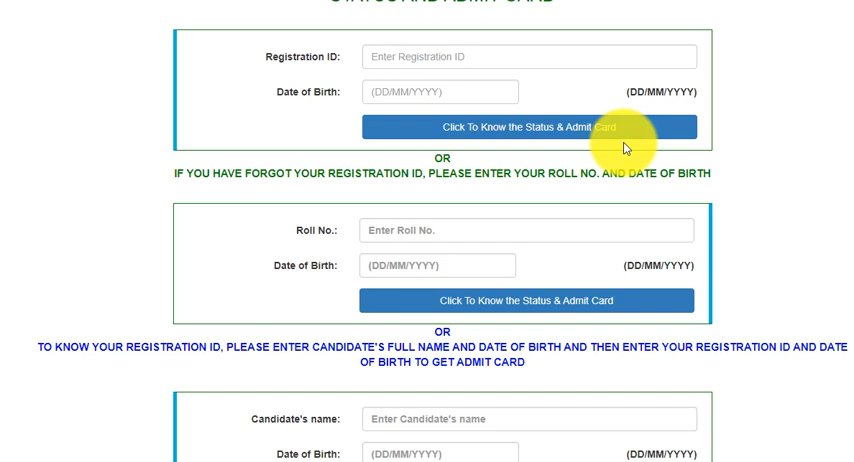 STATUS AND ADMIT CARD
Registration ID: Enter Registration ID
Date of Birth: (DD/MM/YYYY) (DD/MM/YYYY)
Click To Know the Status & Admit Card
OR
IF YOU HAVE FORGOT YOUR REGISTRATION ID, PLEASE ENTER YOUR ROLL NO. AND DATE OF BIRTH
Roll No.: Enter Roll No.
Date of Birth: (DD/MM/YYYY) (DD/MM/YYYY)
Click To Know the Status & Admit Card
OR
TO KNOW YOUR REGISTRATION ID, PLEASE ENTER CANDIDATE'S FULL NAME AND DATE OF BIRTH AND THEN ENTER YOUR REGISTRATION ID AND DATE
OF BIRTH TO GET ADMIT CARD
Candidate's name: Enter Candidate's name
Date of Birth: (DD/MM/YYYY) (DD/MM/YYYY)